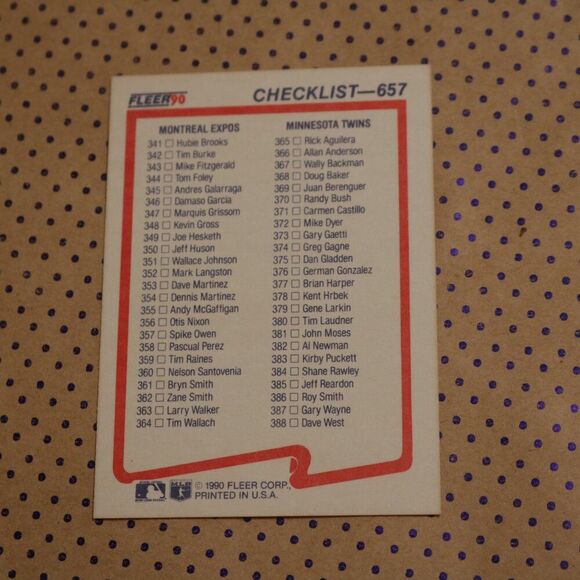 FLEER90
CHECKLIST—657
MONTREAL EXPOS
341 Hubie Brooks
342 Tim Burke
343 Mike Fitzgerald
344 Tom Foley
345 Andres Galarraga
346 Damaso Garcia
347 Marquis Grissom
348 Kevin Gross
349 Joe Hesketh
350 Jeff Huson
351 Wallace Johnson
352 Mark Langston
353 Dave Martinez
354 Dennis Martinez
355 Andy McGaffigan
356 Otis Nixon
357 Spike Owen
358 Pascual Perez
359 Tim Raines
360 Nelson Santovenia
361 Bryn Smith
362 Zane Smith
363 Larry Walker
364 Tim Wallach
MINNESOTA TWINS
365 Rick Aguilera
366 Allan Anderson
367 Wally Backman
368 Doug Baker
369 Juan Berenguer
370 Randy Bush
371 Carmen Castillo
372 Mike Dyer
373 Gary Gaetti
374 Greg Gagne
375 Dan Gladden
376 German Gonzalez
377 Brian Harper
378 Kent Hrbek
379 Gene Larkin
380 Tim Laudner
381 John Moses
382 Al Newman
383 Kirby Puckett
384 Shane Rawley
385 Jeff Reardon
386 Roy Smith
387 Gary Wayne
388 Dave West
© 1990 FLEER CORP.,
PRINTED IN U.S.A.